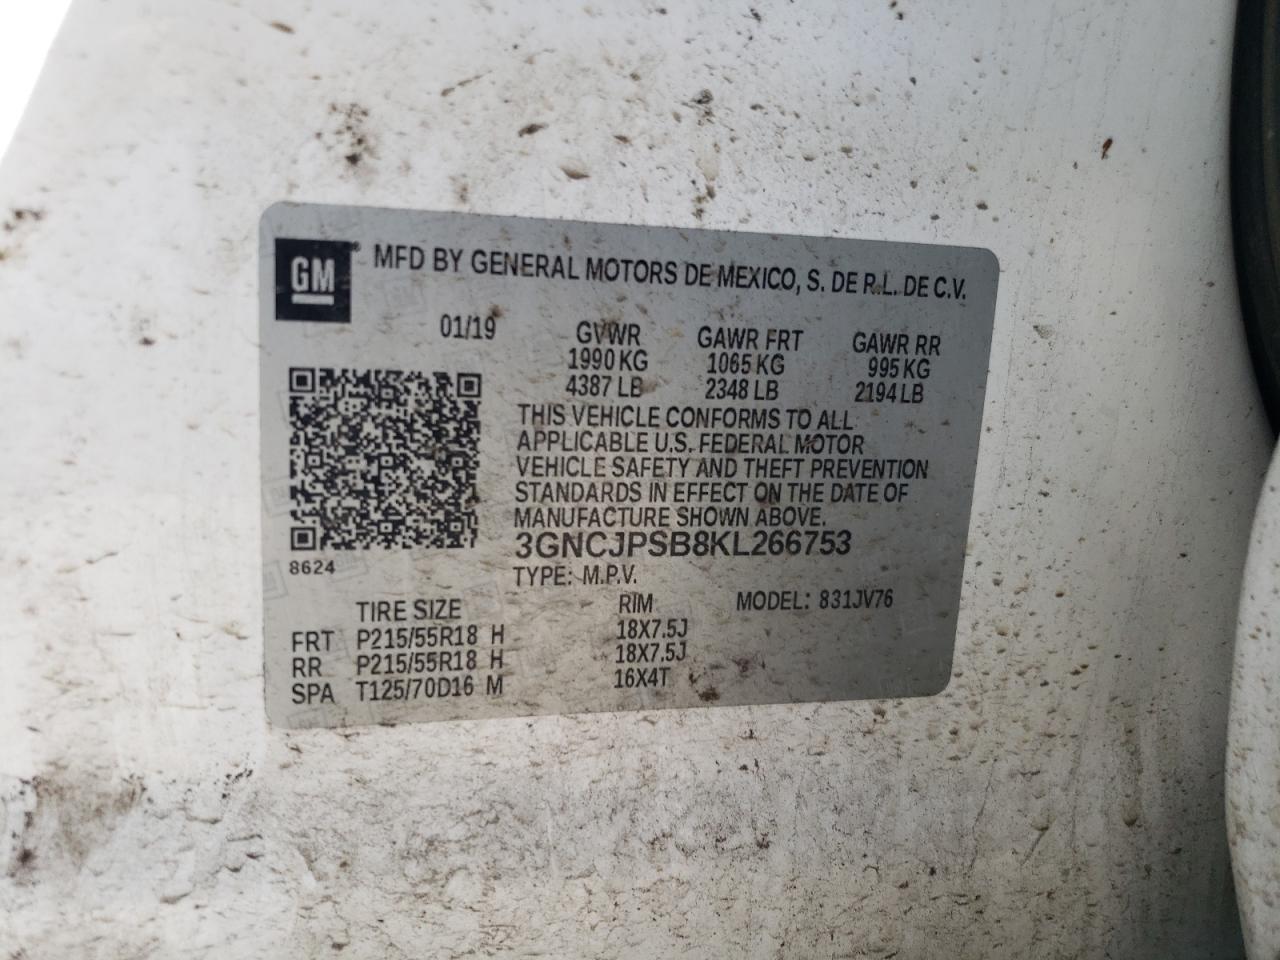 GM ® MFD BY GENERAL MOTORS DE MEXICO, S. DE R.L. DE C.V.
01/19 GVWR GAWR FRT GAWR RR
1990 KG 1065 KG 995 KG
4387 LB 2348 LB 2194 LB
THIS VEHICLE CONFORMS TO ALL
APPLICABLE U.S. FEDERAL MOTOR
VEHICLE SAFETY AND THEFT PREVENTION
STANDARDS IN EFFECT ON THE DATE OF
MANUFACTURE SHOWN ABOVE.
3GNCJPSB8KL266753
8624
TYPE: M.P.V.
TIRE SIZE RIM MODEL: 831JV76
FRT P215/55R18 H 18X7.5J
RR P215/55R18 H 18X7.5J
SPA T125/70D16 M 16X4T